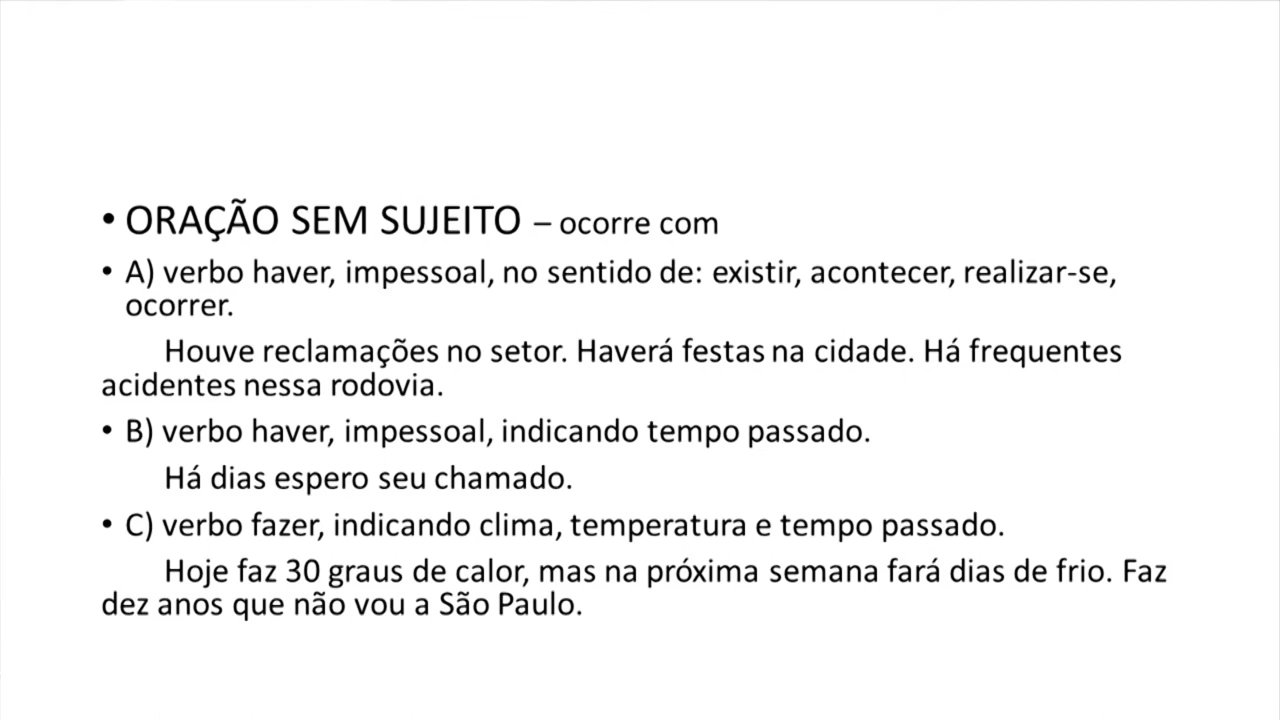 • ORAÇÃO SEM SUJEITO – ocorre com
• A) verbo haver, impessoal, no sentido de: existir, acontecer, realizar-se,
ocorrer.
Houve reclamações no setor. Haverá festas na cidade. Há frequentes
acidentes nessa rodovia.
• B) verbo haver, impessoal, indicando tempo passado.
Há dias espero seu chamado.
• C) verbo fazer, indicando clima, temperatura e tempo passado.
Hoje faz 30 graus de calor, mas na próxima semana fará dias de frio. Faz
dez anos que não vou a São Paulo.